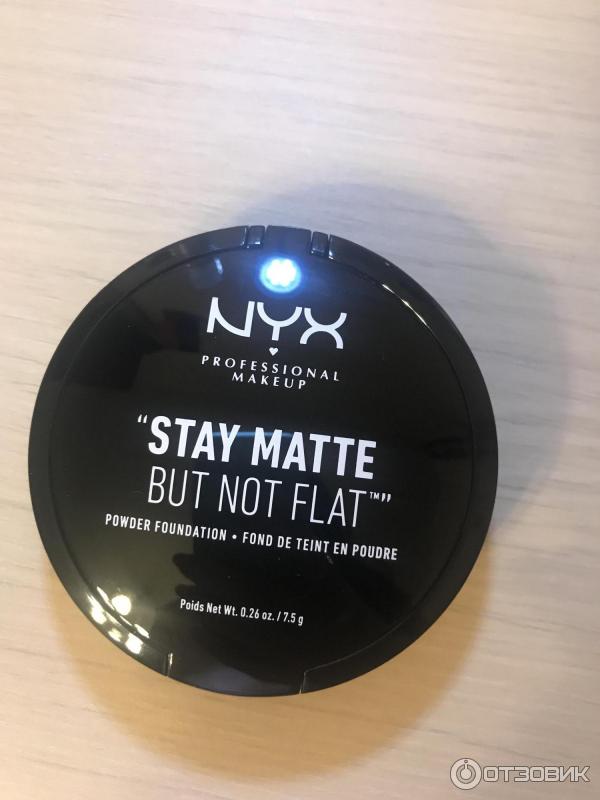 NYX
PROFESSIONAL
MAKEUP
"STAY MATTE
BUT NOT FLAT™"
POWDER FOUNDATION • FOND DE TEINT EN POUDRE
Poids Net Wt. 0.26 oz. / 7.5 g
ОТЗОВИК